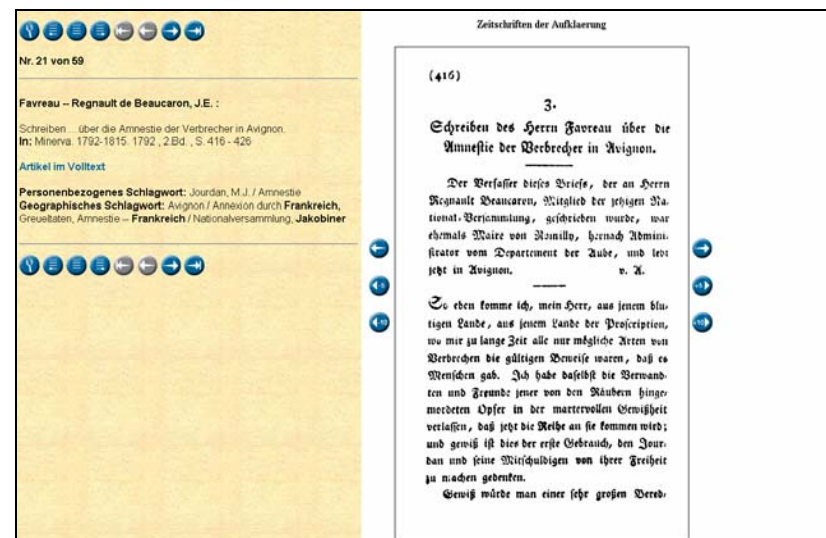 Nr. 21 von 59
Favreau -- Regnault de Beaucaron, J.E. :
Schreiben ... über die Amnestie der Verbrecher in Avignon.
In: Minerva. 1792-1815. 1792 , 2.Bd. , S. 416 - 426
Artikel im Volltext
Personenbezogenes Schlagwort: Jourdan, M.J. / Amnestie
Geographisches Schlagwort: Avignon / Annexion durch Frankreich,
Greueltaten, Amnestie -- Frankreich / Nationalversammlung, Jakobiner
Zeitschriften der Aufklaerung
(416)
3.
Schreiben des Herrn Favreau über die
Amnestie der Verbrecher in Avignon.
Der Verfasser dieses Briefs, der an Herrn
Regnault Beaucaron, Mitglied der jetzigen Na-
tional-Versammlung, geschrieben wurde, war
ehemals Maire von Romilly, hernach Admini-
strator vom Departement der Aube, und lebt
jetzt in Avignon. v. A.
So eben komme ich, mein Herr, aus jenem blu-
tigen Lande, aus jenem Lande der Proscription,
wo mir zu lange Zeit alle nur mögliche Arten von
Verbrechen die gültigen Beweise waren, daß es
Menschen gab. Ich habe daselbst die Verwand-
ten und Freunde jener von den Räubern hinge-
mordeten Opfer in der martervollen Gewißheit
verlassen, daß jetzt die Reihe an sie kommen wird;
und gewiß ist dies der erste Gebrauch, den Jour-
dan und seine Mitschuldigen von ihrer Freiheit
zu machen gedenken.
Gewiß würde man einer sehr großen Bered-
-5
-10
+5
+10